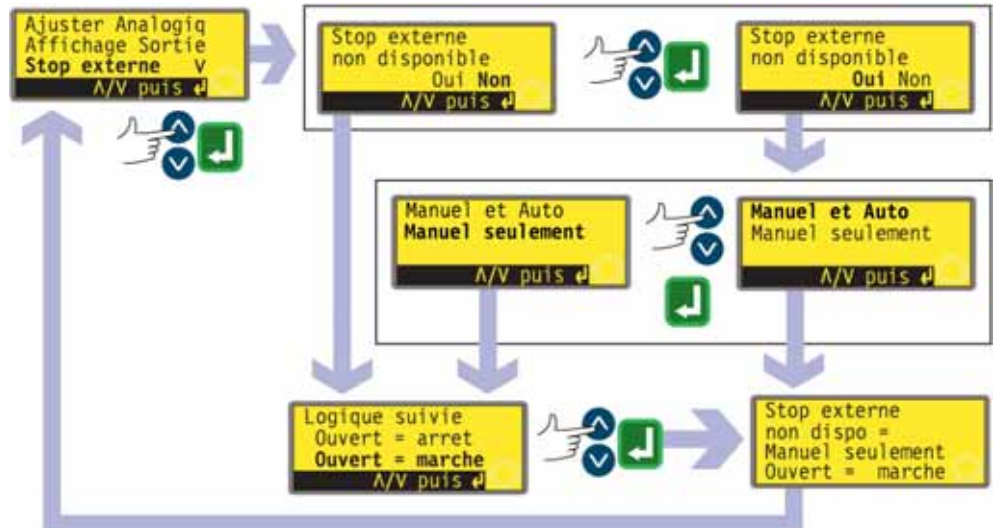 Ajuster Analogiq
Affichage Sortie
Stop externe v
Λ/V puis ↲
Stop externe
non disponible
Oui Non
Λ/V puis ↲
Stop externe
non disponible
Oui Non
Λ/V puis ↲
Manuel et Auto
Manuel seulement
Λ/V puis ↲
Manuel et Auto
Manuel seulement
Λ/V puis ↲
Logique suivie
Ouvert = arret
Ouvert = marche
Λ/V puis ↲
Stop externe
non dispo =
Manuel seulement
Ouvert = marche